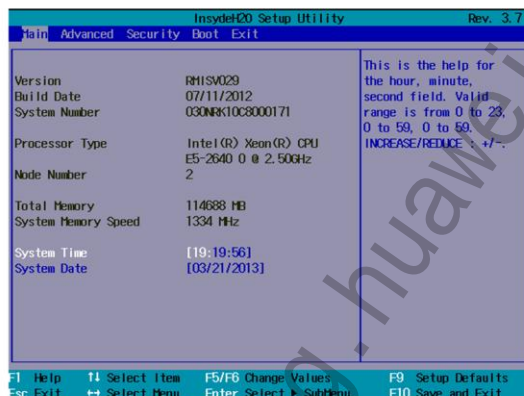 InsydeH20 Setup Utility Rev. 3.7
Main Advanced Security Boot Exit
This is the help for
the hour, minute,
second field. Valid
range is from 0 to 23,
0 to 59, 0 to 59.
INCREASE/REDUCE : +/-.
Version RMISV029
Build Date 07/11/2012
System Number 030NRK10C8000171
Processor Type Intel(R) Xeon(R) CPU
E5-2640 0 @ 2.50GHz
Node Number 2
Total Memory 114688 MB
System Memory Speed 1334 MHz
System Time [19:19:56]
System Date [03/21/2013]
F1 Help ↑↓ Select Item F5/F6 Change Values F9 Setup Defaults
Esc Exit ↔ Select Menu Enter Select ▶ SubMenu F10 Save and Exit
g.huawei